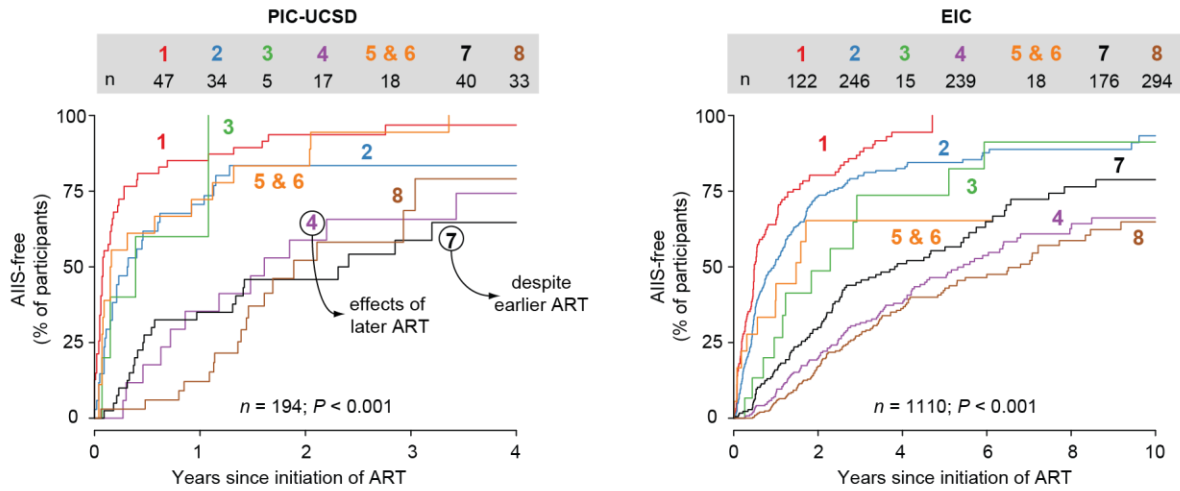 PIC-UCSD
1 2 3 4 5 & 6 7 8
n 47 34 5 17 18 40 33
AIIS-free
(% of participants)
100
75
50
25
0
1
3
2
5 & 6
8
4
7
effects of
later ART
despite
earlier ART
n = 194; P < 0.001
0 1 2 3 4
Years since initiation of ART
EIC
1 2 3 4 5 & 6 7 8
n 122 246 15 239 18 176 294
AIIS-free
(% of participants)
100
75
50
25
0
1
2
3
7
5 & 6
4
8
n = 1110; P < 0.001
0 2 4 6 8 10
Years since initiation of ART